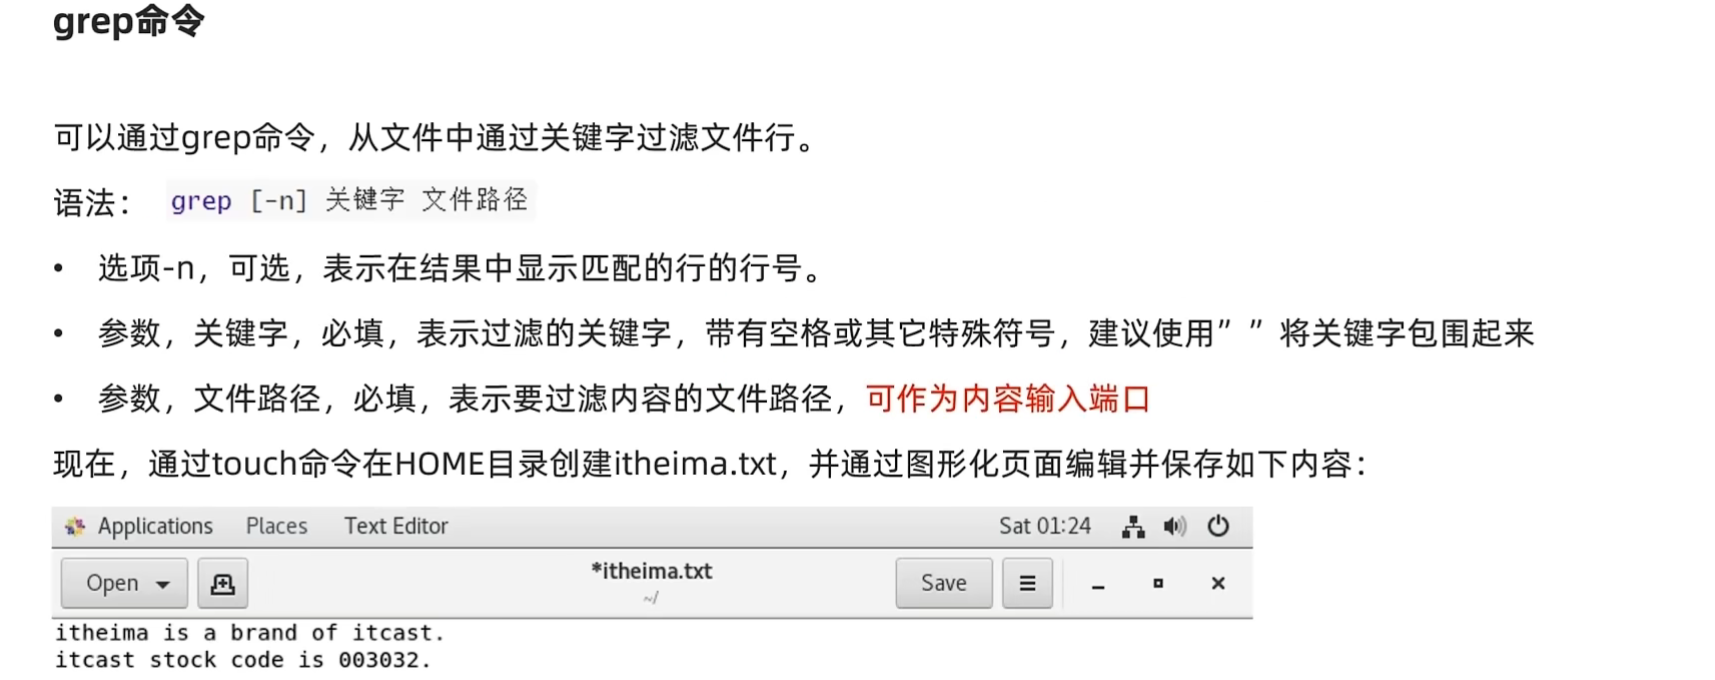 grep命令
可以通过grep命令，从文件中通过关键字过滤文件行。
语法： grep [-n] 关键字 文件路径
• 选项-n，可选，表示在结果中显示匹配的行的行号。
• 参数，关键字，必填，表示过滤的关键字，带有空格或其它特殊符号，建议使用” ”将关键字包围起来
• 参数，文件路径，必填，表示要过滤内容的文件路径，可作为内容输入端口
现在，通过touch命令在HOME目录创建itheima.txt，并通过图形化页面编辑并保存如下内容：
Applications Places Text Editor Sat 01:24
Open *itheima.txt Save
~/
itheima is a brand of itcast.
itcast stock code is 003032.